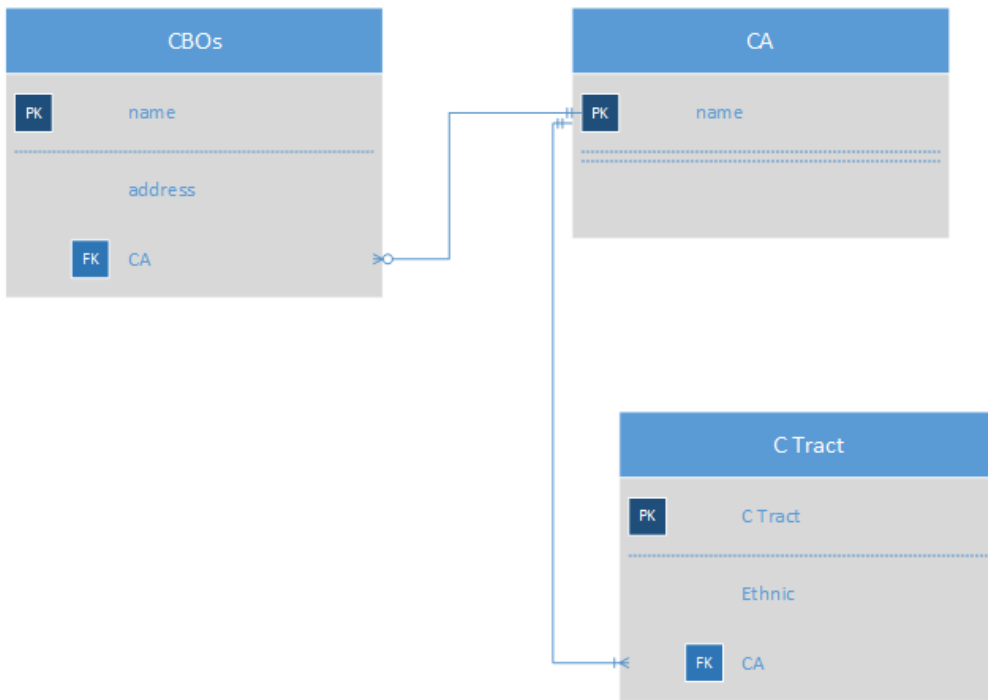 CBOs
PK name
address
FK CA
CA
PK name
C Tract
PK C Tract
Ethnic
FK CA